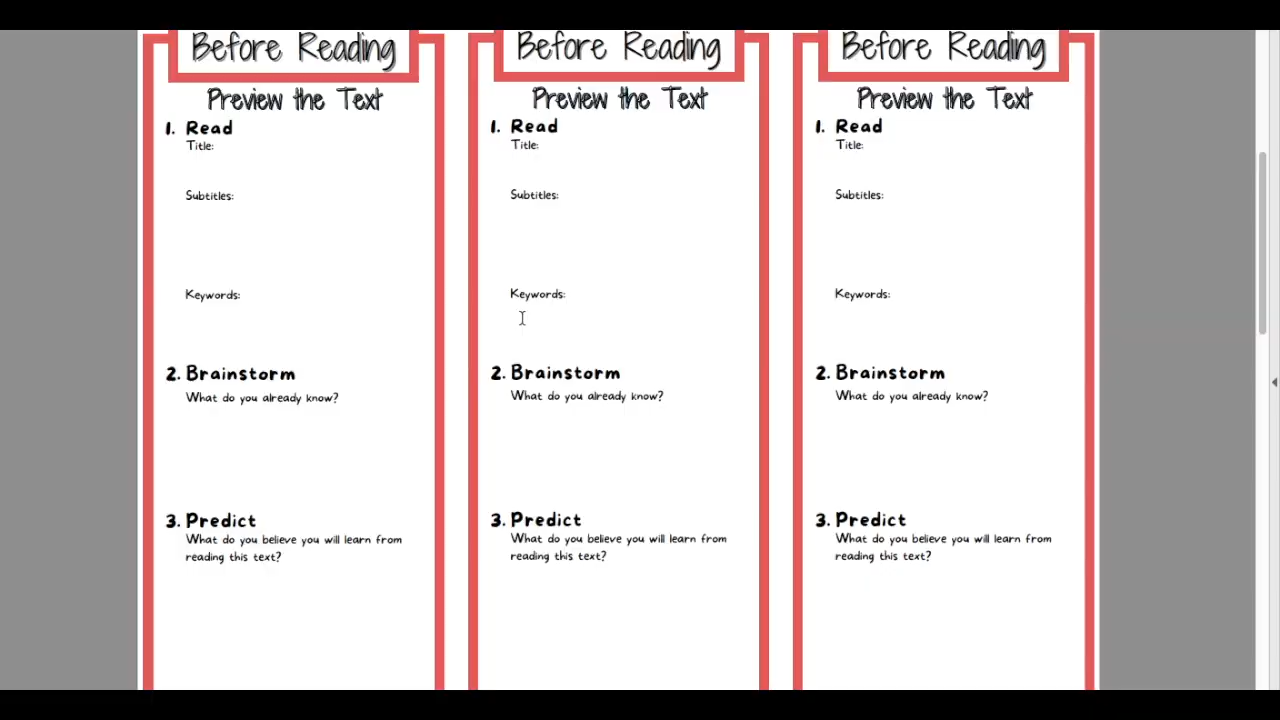 Before Reading
Preview the Text
1. Read
Title:
Subtitles:
Keywords:
2. Brainstorm
What do you already know?
3. Predict
What do you believe you will learn from
reading this text?
Before Reading
Preview the Text
1. Read
Title:
Subtitles:
Keywords:
2. Brainstorm
What do you already know?
3. Predict
What do you believe you will learn from
reading this text?
Before Reading
Preview the Text
1. Read
Title:
Subtitles:
Keywords:
2. Brainstorm
What do you already know?
3. Predict
What do you believe you will learn from
reading this text?